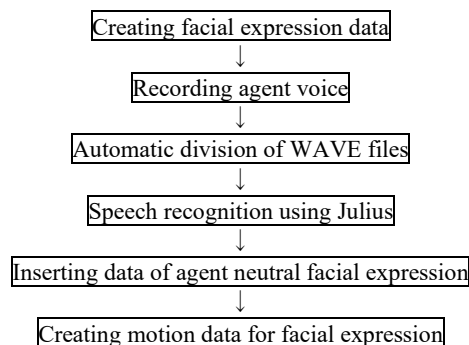 Creating facial expression data
↓
Recording agent voice
↓
Automatic division of WAVE files
↓
Speech recognition using Julius
↓
Inserting data of agent neutral facial expression
↓
Creating motion data for facial expression